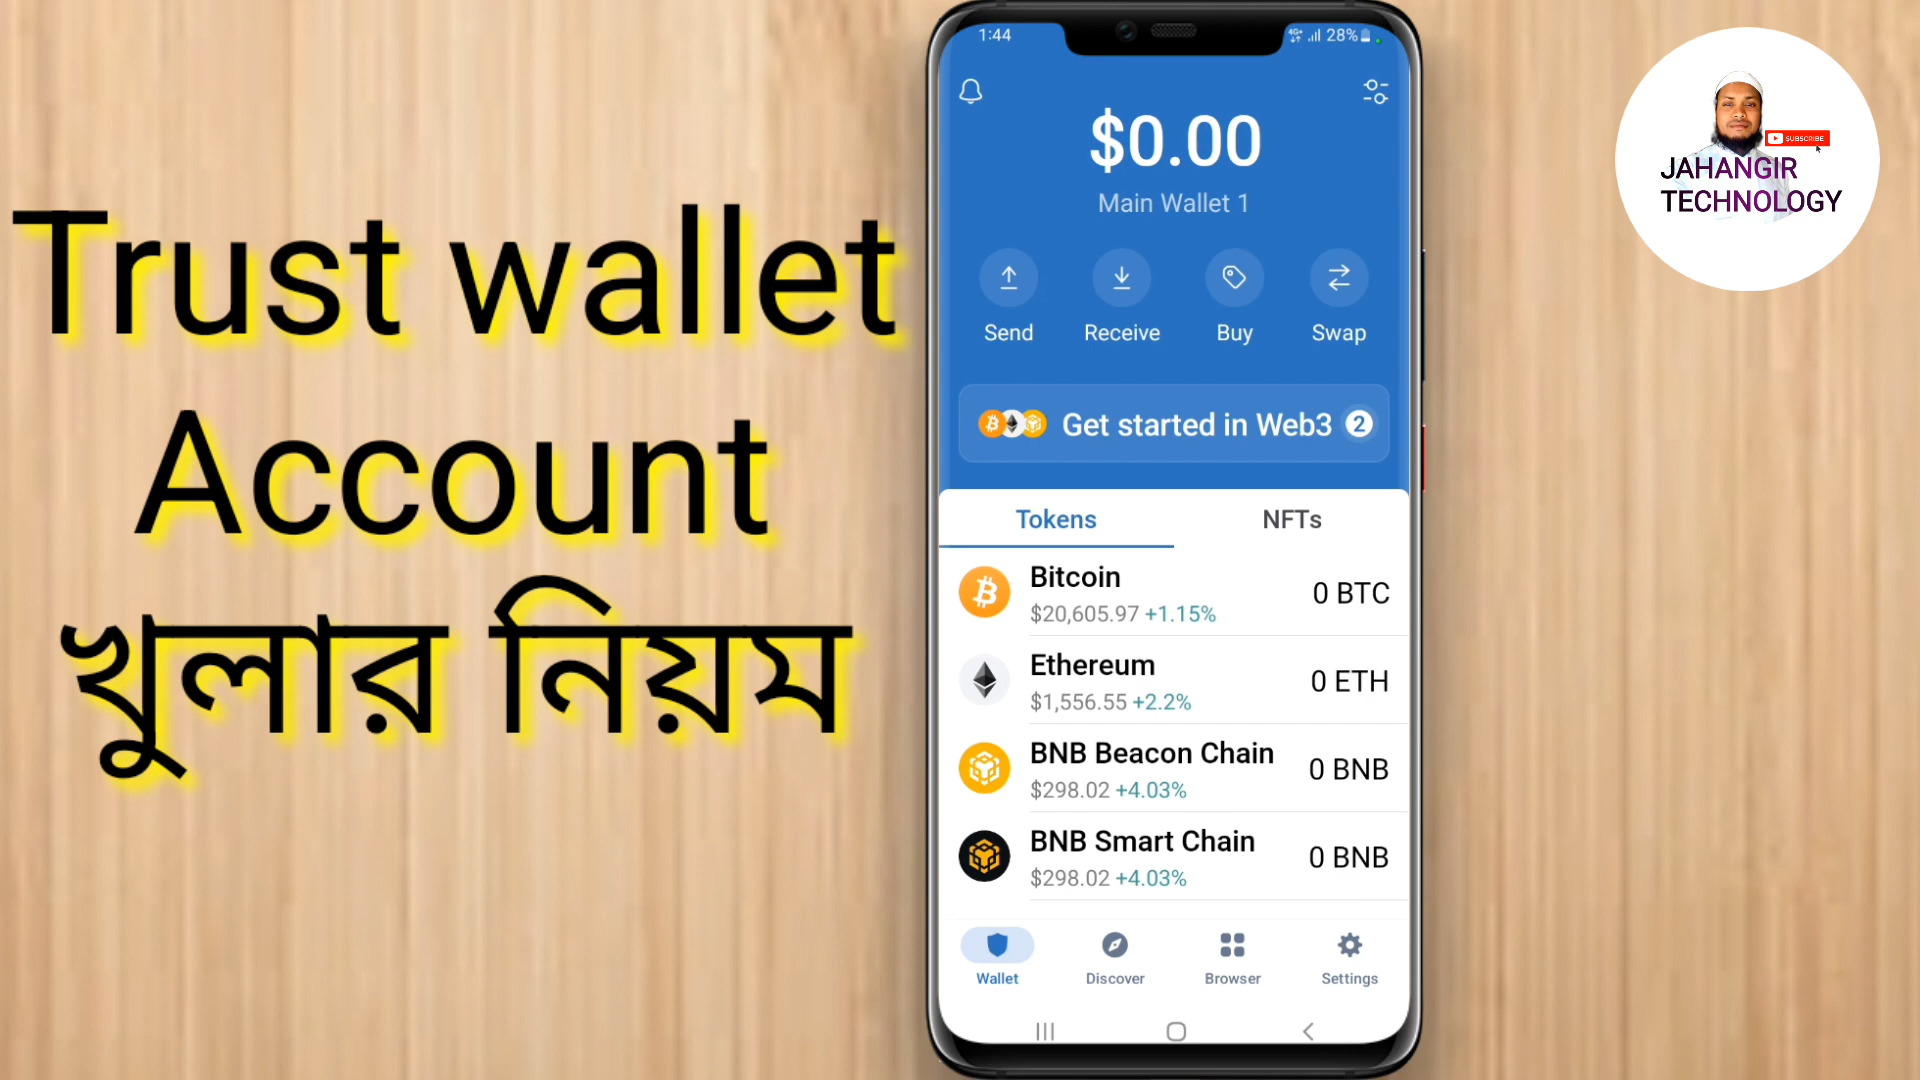 Trust wallet
Account
খুলার নিয়ম
1:44
4G+ 28%
$0.00
Main Wallet 1
Send Receive Buy Swap
Get started in Web3 2
Tokens NFTs
Bitcoin
$20,605.97 +1.15%
0 BTC
Ethereum
$1,556.55 +2.2%
0 ETH
BNB Beacon Chain
$298.02 +4.03%
0 BNB
BNB Smart Chain
$298.02 +4.03%
0 BNB
Wallet Discover Browser Settings
SUBSCRIBE
JAHANGIR
TECHNOLOGY